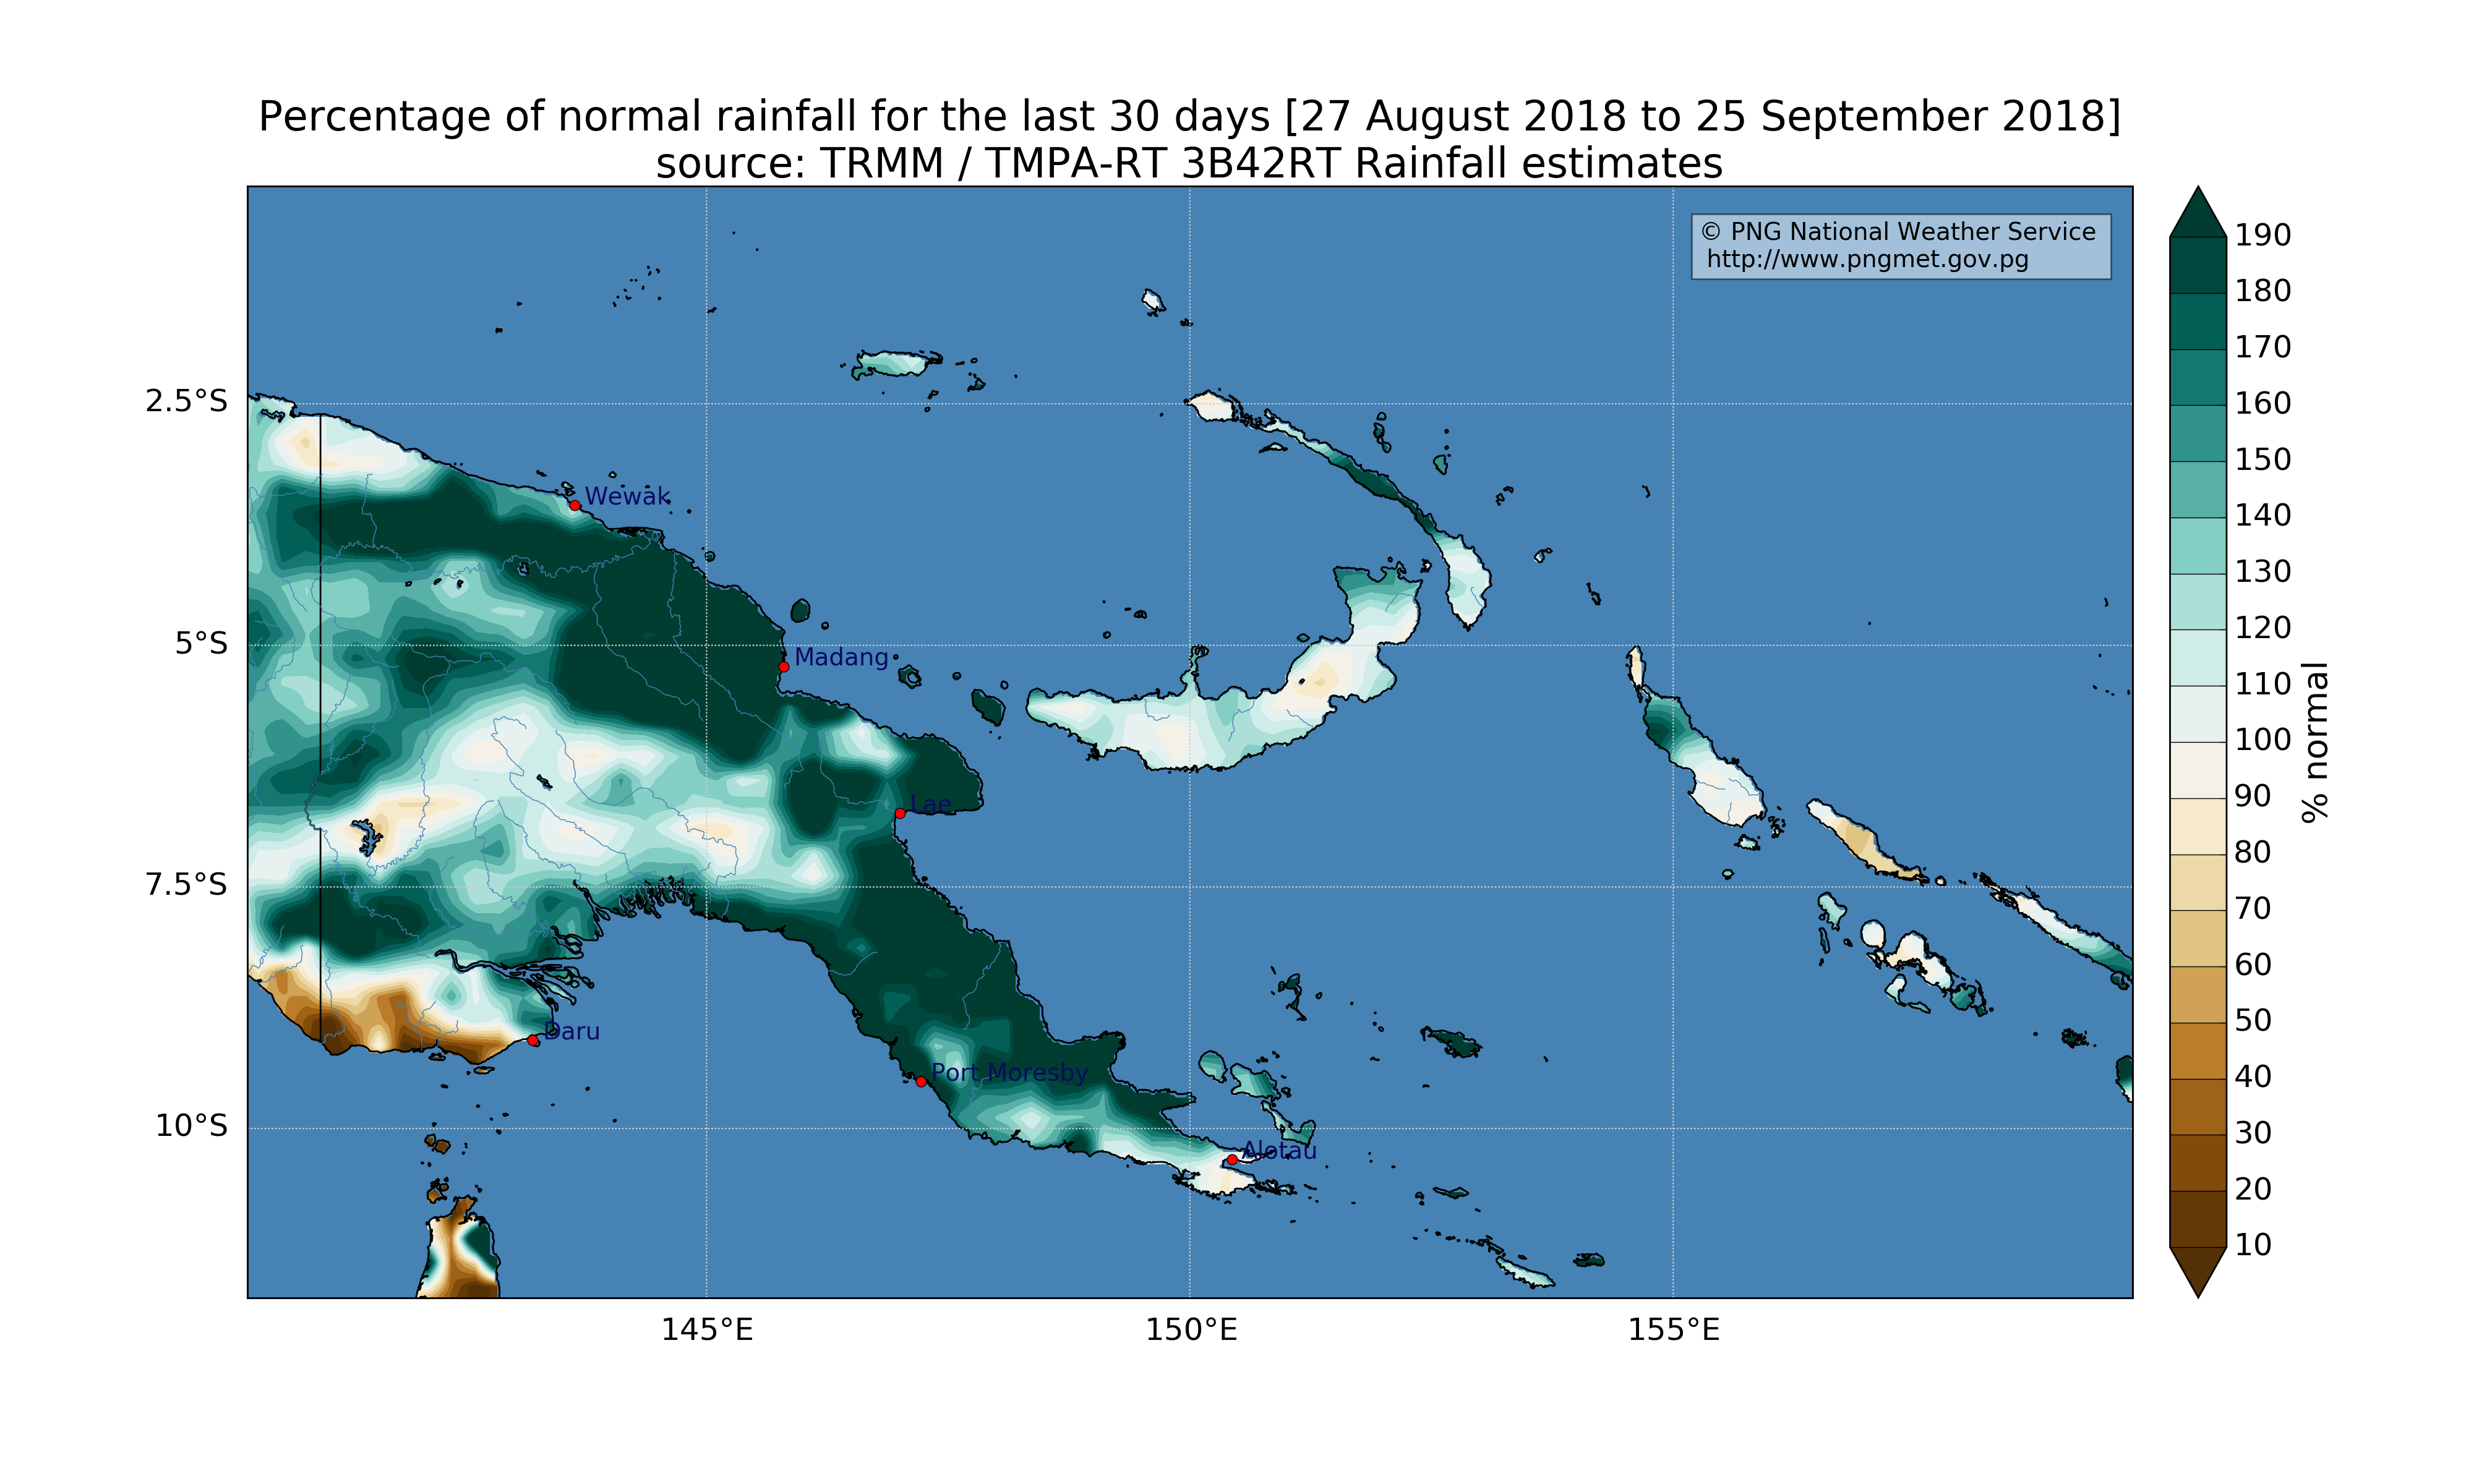 Percentage of normal rainfall for the last 30 days [27 August 2018 to 25 September 2018]
source: TRMM / TMPA-RT 3B42RT Rainfall estimates
© PNG National Weather Service
http://www.pngmet.gov.pg
2.5°S
5°S
7.5°S
10°S
Wewak
Madang
Lae
Daru
Port Moresby
Alotau
145°E
150°E
155°E
190
180
170
160
150
140
130
120
110
100
90
80
70
60
50
40
30
20
10
% normal